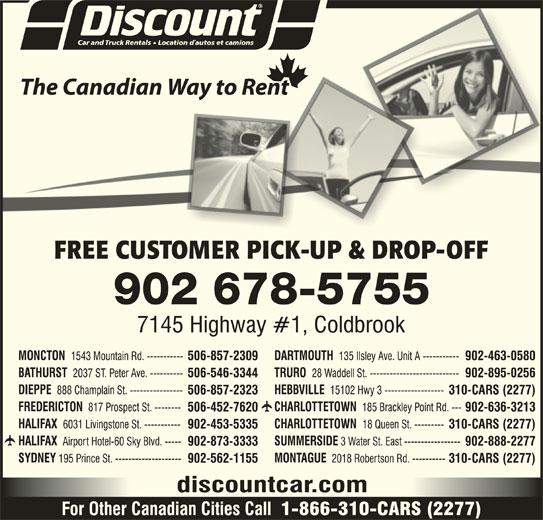 Discount®
Car and Truck Rentals - Location d'autos et camions
The Canadian Way to Rent
FREE CUSTOMER PICK-UP & DROP-OFF
902 678-5755
7145 Highway #1, Coldbrook
MONCTON 1543 Mountain Rd. ----------- 506-857-2309
BATHURST 2037 ST. Peter Ave. ---------- 506-546-3344
DIEPPE 888 Champlain St. ---------------- 506-857-2323
FREDERICTON 817 Prospect St. -------- 506-452-7620
HALIFAX 6031 Livingstone St. ----------- 902-453-5335
HALIFAX Airport Hotel-60 Sky Blvd. ----- 902-873-3333
SYDNEY 195 Prince St. -------------------- 902-562-1155
DARTMOUTH 135 Ilsley Ave. Unit A ----------- 902-463-0580
TRURO 28 Waddell St. --------------------------- 902-895-0256
HEBBVILLE 15102 Hwy 3 ------------------ 310-CARS (2277)
CHARLOTTETOWN 185 Brackley Point Rd. --- 902-636-3213
CHARLOTTETOWN 18 Queen St. --------- 310-CARS (2277)
SUMMERSIDE 3 Water St. East ----------------- 902-888-2277
MONTAGUE 2018 Robertson Rd. ---------- 310-CARS (2277)
discountcar.com
For Other Canadian Cities Call 1-866-310-CARS (2277)